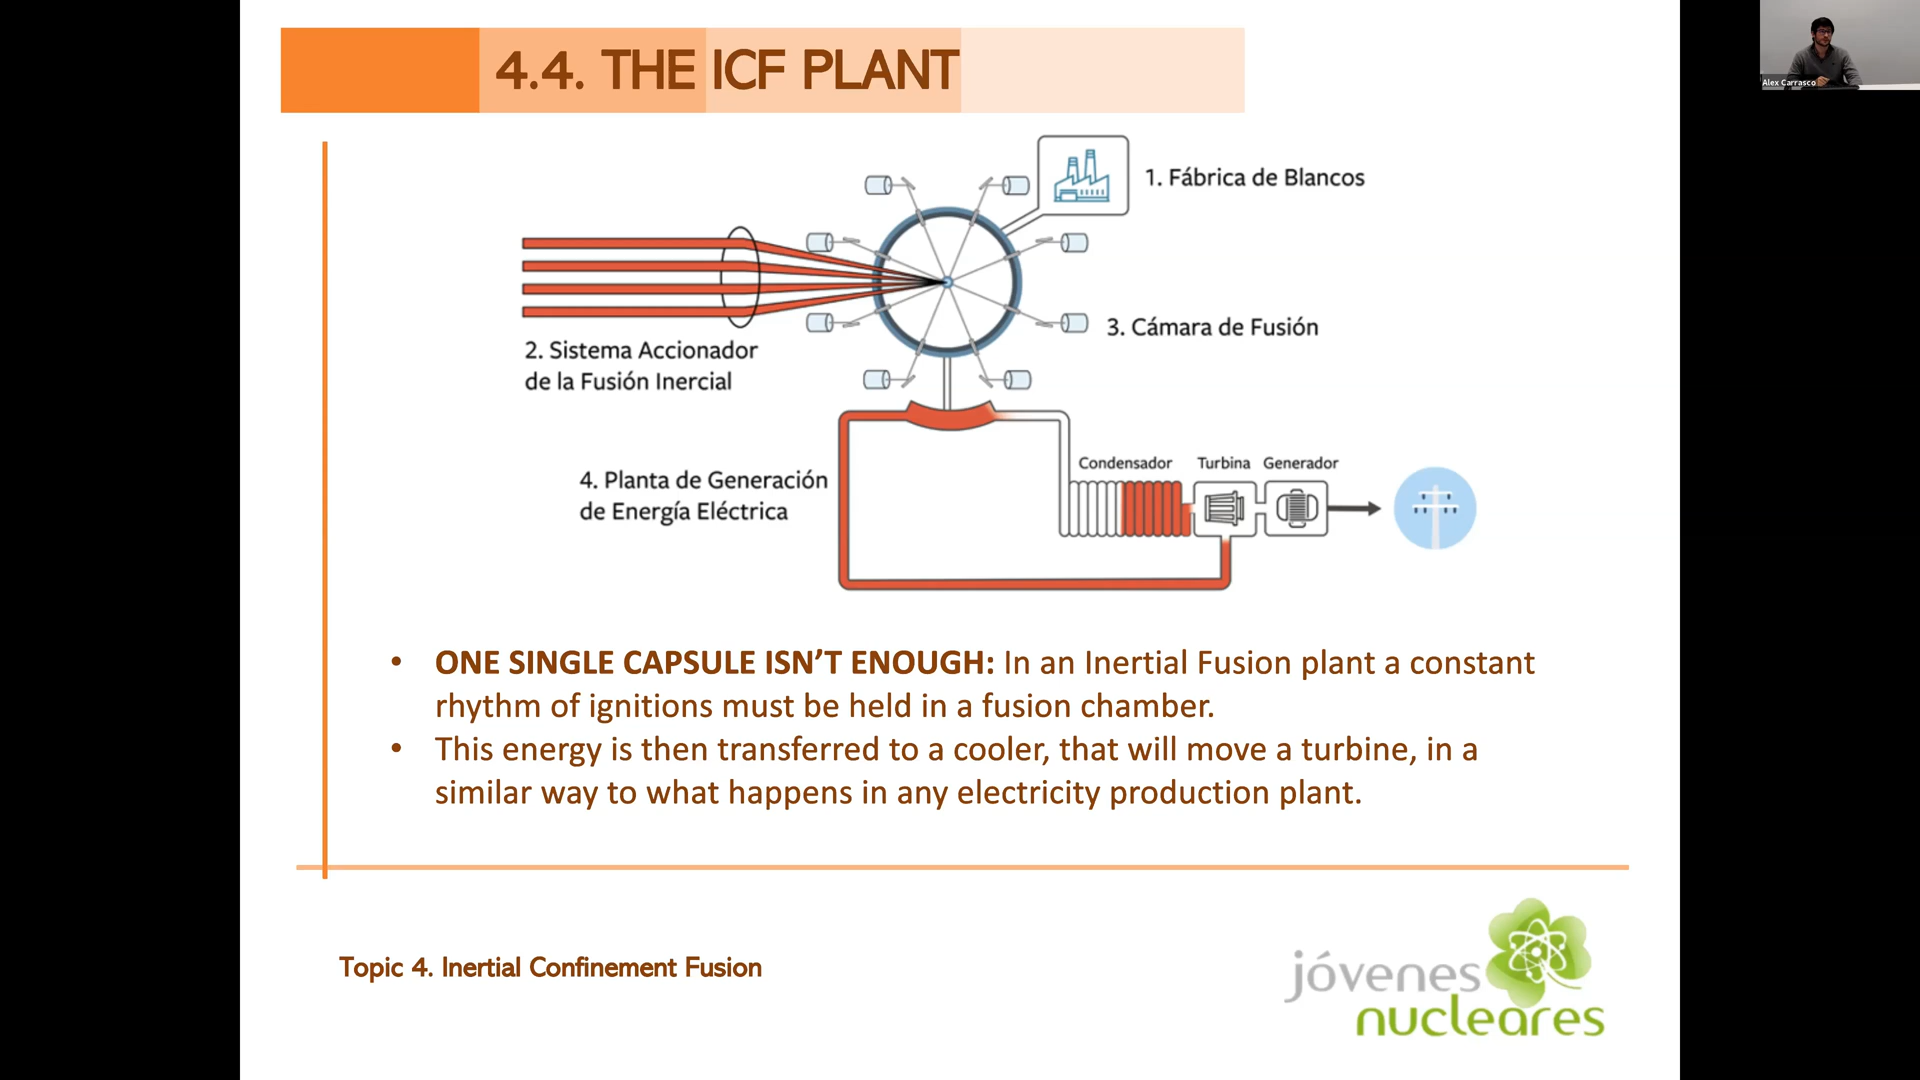 4.4. THE ICF PLANT
Alex Carrasco
1. Fábrica de Blancos
2. Sistema Accionador
de la Fusión Inercial
3. Cámara de Fusión
4. Planta de Generación
de Energía Eléctrica
Condensador
Turbina
Generador
• ONE SINGLE CAPSULE ISN’T ENOUGH: In an Inertial Fusion plant a constant
rhythm of ignitions must be held in a fusion chamber.
• This energy is then transferred to a cooler, that will move a turbine, in a
similar way to what happens in any electricity production plant.
Topic 4. Inertial Confinement Fusion
jóvenes
nucleares